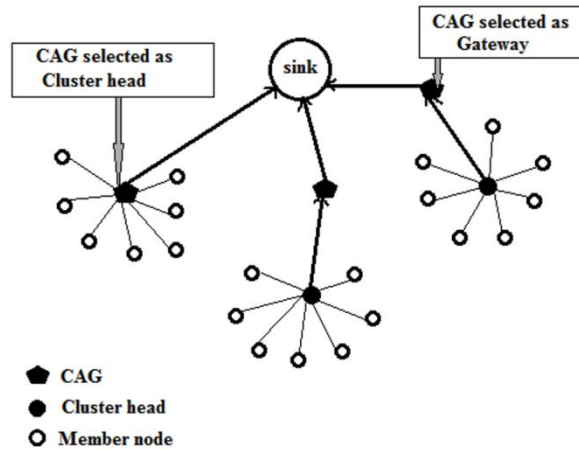 CAG selected as
Cluster head
sink
CAG selected as
Gateway
CAG
Cluster head
Member node